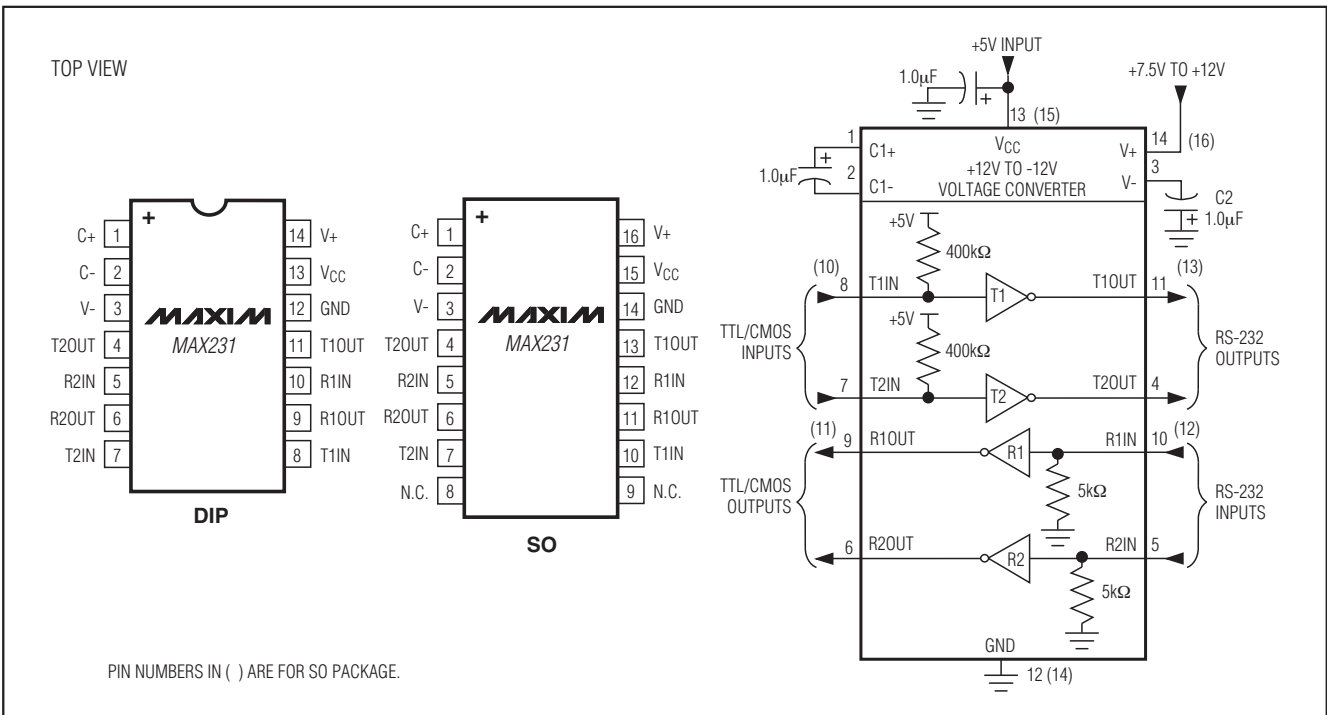 TOP VIEW
+
C+ 1
C- 2
V- 3
T2OUT 4
R2IN 5
R2OUT 6
T2IN 7
14 V+
13 VCC
12 GND
11 T1OUT
10 R1IN
9 R1OUT
8 T1IN
MAXIM
MAX231
DIP
+
C+ 1
C- 2
V- 3
T2OUT 4
R2IN 5
R2OUT 6
T2IN 7
N.C. 8
16 V+
15 VCC
14 GND
13 T1OUT
12 R1IN
11 R1OUT
10 T1IN
9 N.C.
MAXIM
MAX231
SO
PIN NUMBERS IN ( ) ARE FOR SO PACKAGE.
+5V INPUT
1.0µF
+
+7.5V TO +12V
13 (15)
VCC
+12V TO -12V
VOLTAGE CONVERTER
1
C1+
+
1.0µF
2
C1-
V+
14 (16)
V-
3
C2
+ 1.0µF
+5V
400kΩ
(10)
8
T1IN
T1
T1OUT
11
(13)
+5V
400kΩ
TTL/CMOS
INPUTS
RS-232
OUTPUTS
7
T2IN
T2
T2OUT
4
(11)
9
R1OUT
R1
R1IN
10
(12)
5kΩ
TTL/CMOS
OUTPUTS
RS-232
INPUTS
6
R2OUT
R2
R2IN
5
5kΩ
GND
12 (14)